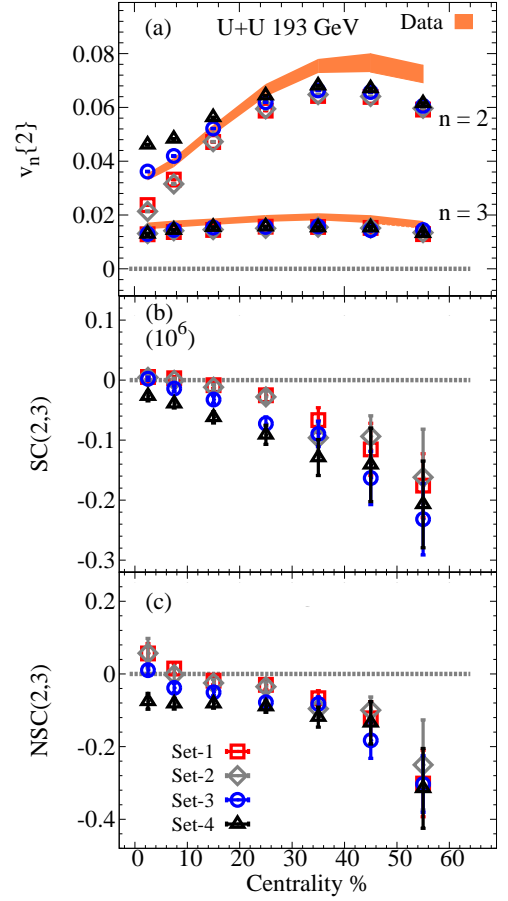 (a) U+U 193 GeV Data
0.08
0.06
0.04
0.02
0
v_n{2}
n = 2
n = 3
(b)
(10^6)
0.1
0
-0.1
-0.2
-0.3
SC(2,3)
(c)
0.2
0
-0.2
-0.4
NSC(2,3)
Set-1
Set-2
Set-3
Set-4
0 10 20 30 40 50 60
Centrality %